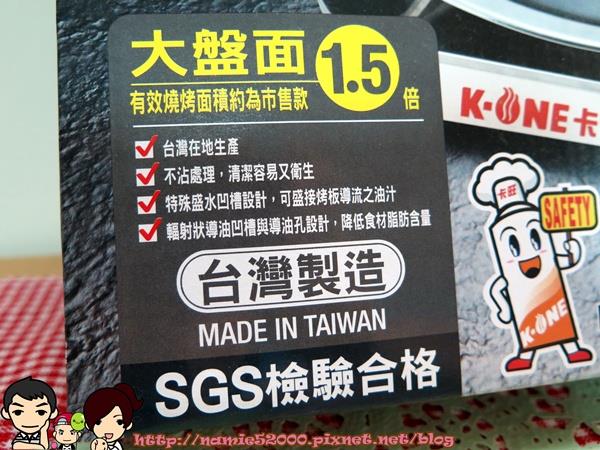 大盤面
1.5
有效燒烤面積約為市售款
倍
台灣在地生產
不沾處理，清潔容易又衛生
特殊盛水凹槽設計，可盛接烤板導流之油汁
輻射狀導油凹槽與導油孔設計，降低食材脂肪含量
台灣製造
MADE IN TAIWAN
SGS檢驗合格
K-ONE卡
卡旺
SAFETY
K-ONE
http://namie52000.pixnet.net/blog